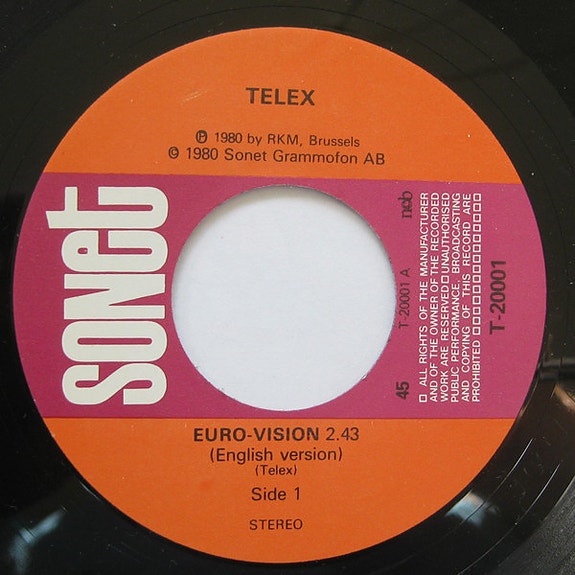 TELEX
℗ 1980 by RKM, Brussels
© 1980 Sonet Grammofon AB
sonet
T-20001 A
ncb
45
□ ALL RIGHTS OF THE MANUFACTURER
AND OF THE OWNER OF THE RECORDED
WORK ARE RESERVED □ UNAUTHORISED
PUBLIC PERFORMANCE, BROADCASTING
AND COPYING OF THIS RECORD ARE
PROHIBITED □□□□□□□□□□□□□
T-20001
EURO-VISION 2.43
(English version)
(Telex)
Side 1
STEREO